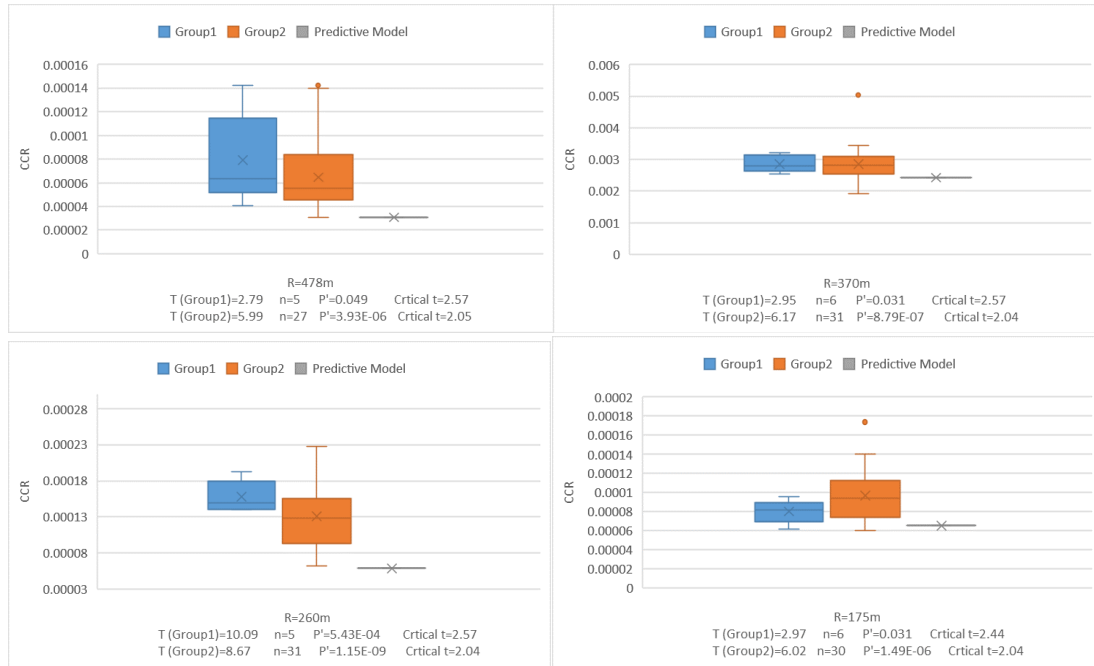 Group1 Group2 Predictive Model
CCR
0.00016
0.00014
0.00012
0.0001
0.00008
0.00006
0.00004
0.00002
0
R=478m
T (Group1)=2.79 n=5 P'=0.049 Crtical t=2.57
T (Group2)=5.99 n=27 P'=3.93E-06 Crtical t=2.05
Group1 Group2 Predictive Model
CCR
0.006
0.005
0.004
0.003
0.002
0.001
0
R=370m
T (Group1)=2.95 n=6 P'=0.031 Crtical t=2.57
T (Group2)=6.17 n=31 P'=8.79E-07 Crtical t=2.04
Group1 Group2 Predictive Model
CCR
0.00028
0.00023
0.00018
0.00013
0.00008
0.00003
R=260m
T (Group1)=10.09 n=5 P'=5.43E-04 Crtical t=2.57
T (Group2)=8.67 n=31 P'=1.15E-09 Crtical t=2.04
Group1 Group2 Predictive Model
CCR
0.0002
0.00018
0.00016
0.00014
0.00012
0.0001
0.00008
0.00006
0.00004
0.00002
0
R=175m
T (Group1)=2.97 n=6 P'=0.031 Crtical t=2.44
T (Group2)=6.02 n=30 P'=1.49E-06 Crtical t=2.04